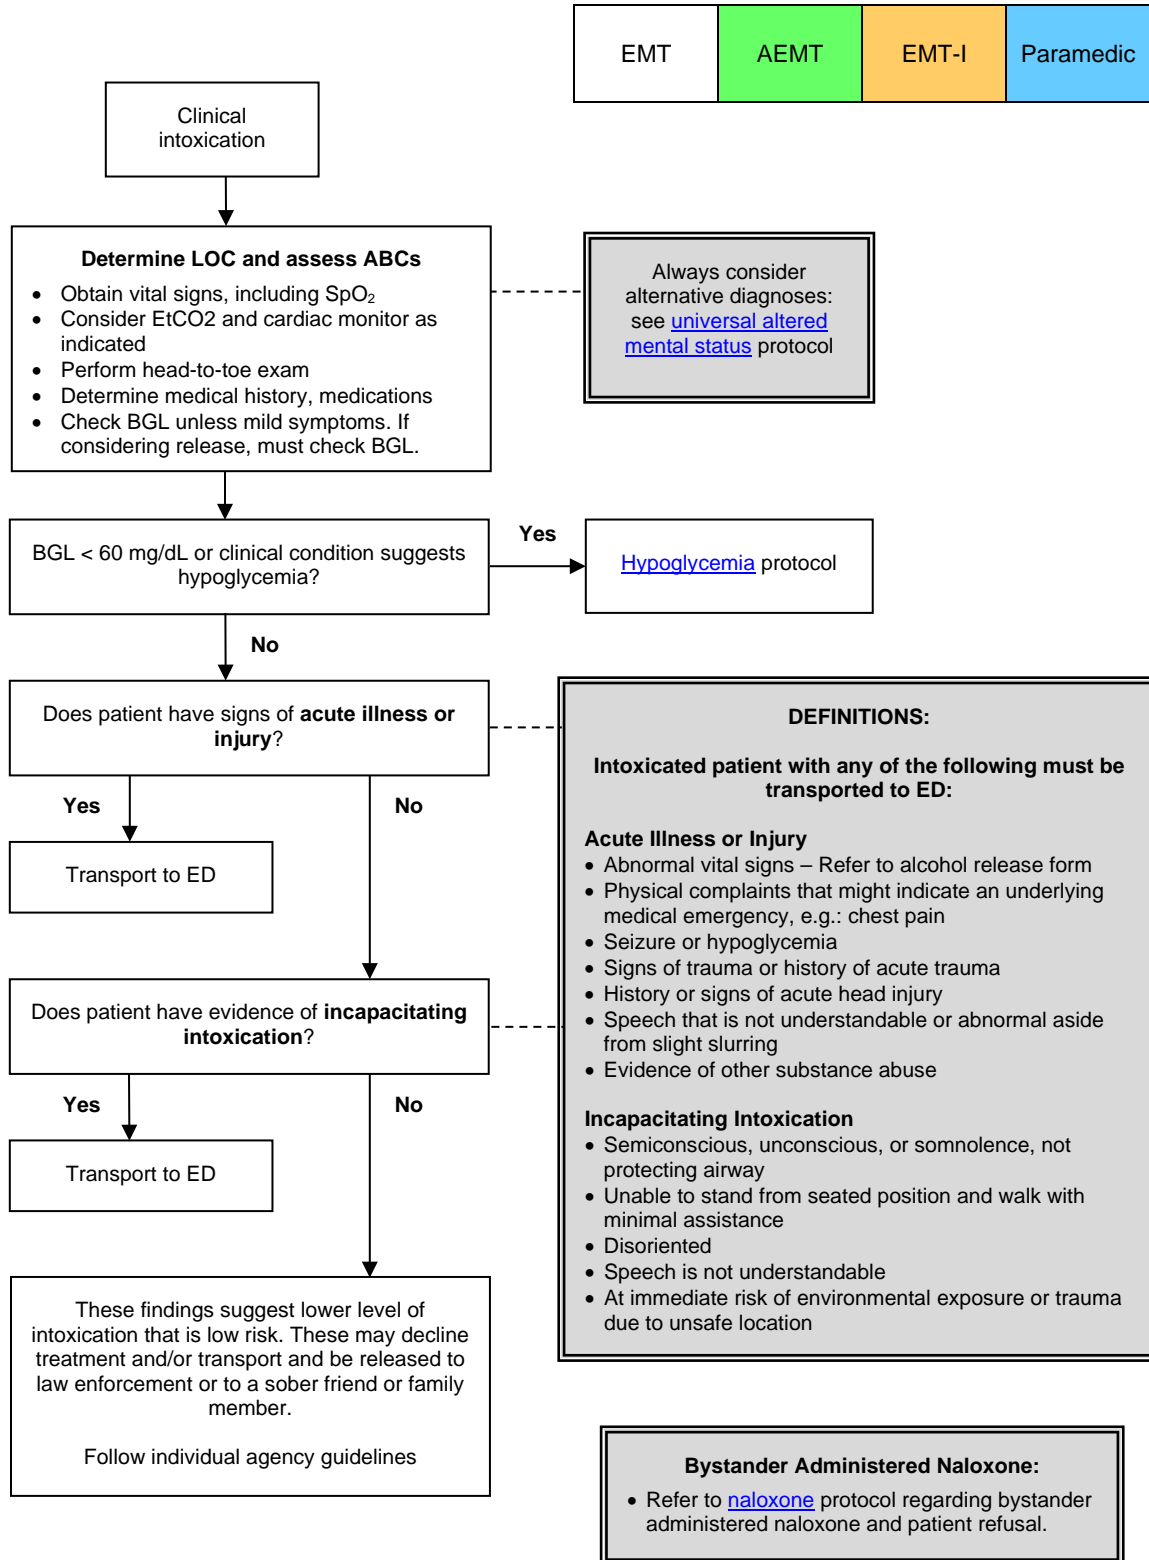 EMT
AEMT
EMT-I
Paramedic
Clinical
intoxication
Determine LOC and assess ABCs
• Obtain vital signs, including SpO₂
• Consider EtCO2 and cardiac monitor as
indicated
• Perform head-to-toe exam
• Determine medical history, medications
• Check BGL unless mild symptoms. If
considering release, must check BGL.
Always consider
alternative diagnoses:
see universal altered
mental status protocol
BGL < 60 mg/dL or clinical condition suggests
hypoglycemia?
Yes
Hypoglycemia protocol
No
Does patient have signs of acute illness or
injury?
Yes
No
Transport to ED
Does patient have evidence of incapacitating
intoxication?
Yes
No
Transport to ED
These findings suggest lower level of
intoxication that is low risk. These may decline
treatment and/or transport and be released to
law enforcement or to a sober friend or family
member.
Follow individual agency guidelines
DEFINITIONS:
Intoxicated patient with any of the following must be
transported to ED:
Acute Illness or Injury
• Abnormal vital signs – Refer to alcohol release form
• Physical complaints that might indicate an underlying
medical emergency, e.g.: chest pain
• Seizure or hypoglycemia
• Signs of trauma or history of acute trauma
• History or signs of acute head injury
• Speech that is not understandable or abnormal aside
from slight slurring
• Evidence of other substance abuse
Incapacitating Intoxication
• Semiconscious, unconscious, or somnolence, not
protecting airway
• Unable to stand from seated position and walk with
minimal assistance
• Disoriented
• Speech is not understandable
• At immediate risk of environmental exposure or trauma
due to unsafe location
Bystander Administered Naloxone:
• Refer to naloxone protocol regarding bystander
administered naloxone and patient refusal.